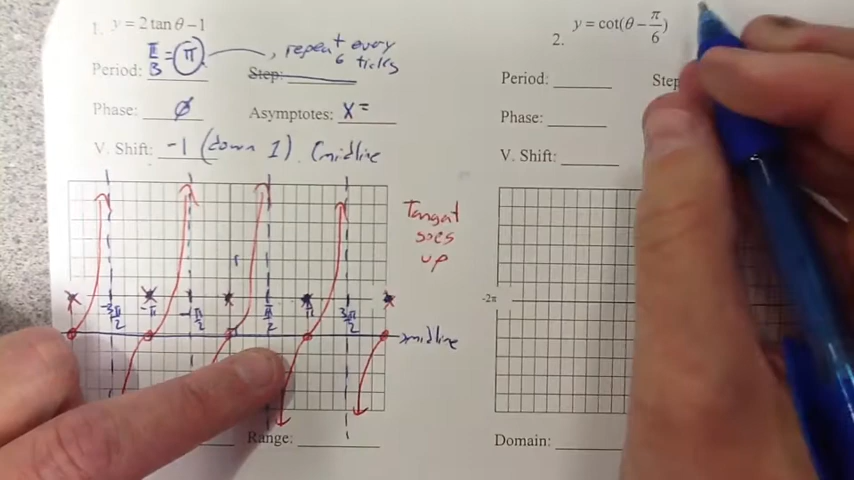 1. y = 2 tan θ − 1
π/B = π , repeat every 6 ticks
Period: Step:
Phase: ∅ Asymptotes: X=
V. Shift: -1 (down 1). (midline
Tangent
goes
up
-3π/2 -π -π/2 π/2 π 3π/2
midline
Range:
2. y = cot(θ − π/6)
Period: Step
Phase:
V. Shift:
-2π
Domain: